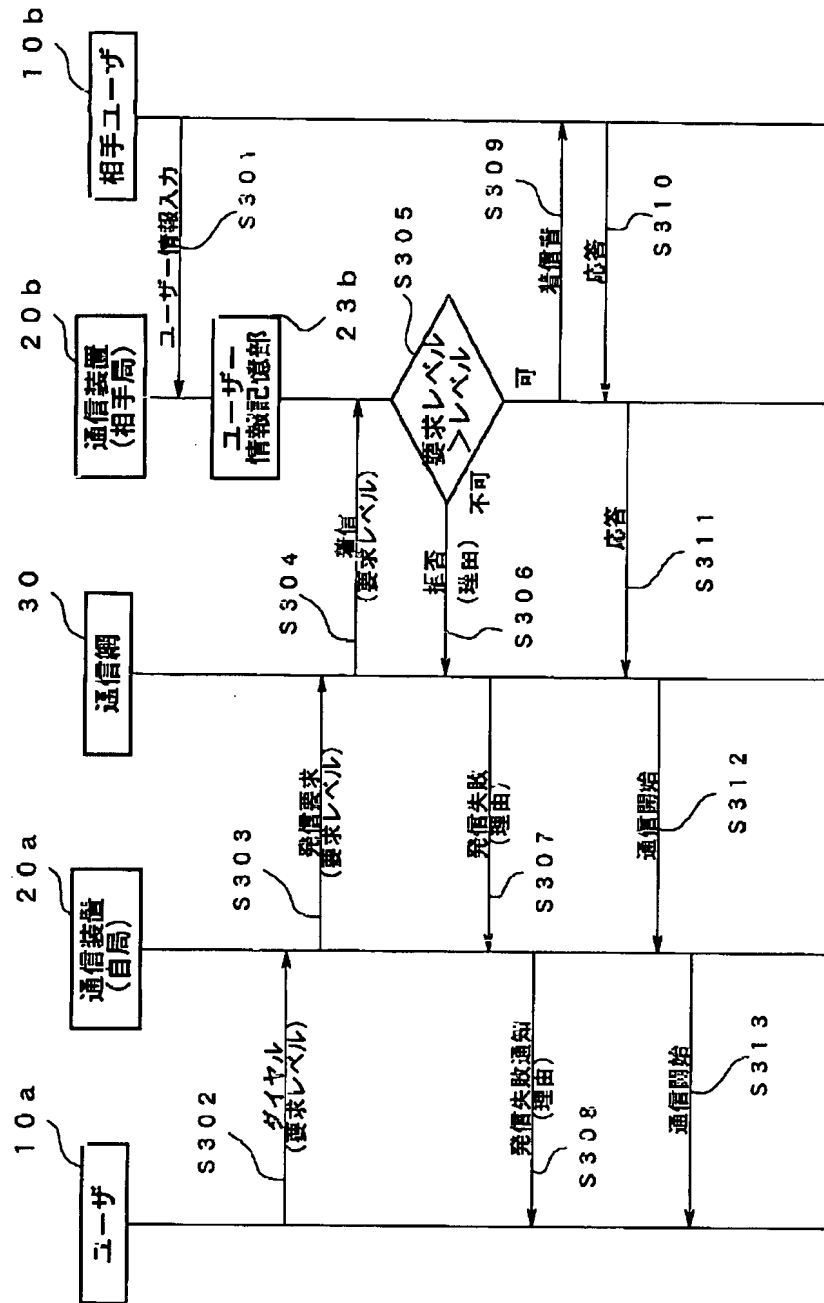 10a
ユーザ
20a
通信装置
(自局)
30
通信網
20b
通信装置
(相手局)
10b
相手ユーザ
ユーザー情報入力
S301
ユーザー
情報記憶部
23b
ダイヤル
(要求レベル)
S302
発信要求
(要求レベル)
S303
着信
(要求レベル)
S304
要求レベル
>レベル
S305
不可
可
拒否
(理由)
S306
発信失敗
(理由)
S307
発信失敗通知
(理由)
S308
着信音
S309
応答
S310
応答
S311
通信開始
S312
通信開始
S313